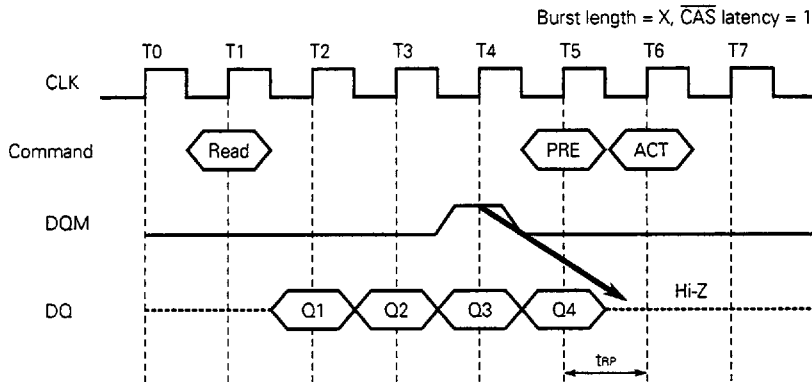 Burst length = X, CAS latency = 1
T0 T1 T2 T3 T4 T5 T6 T7
CLK
Command Read PRE ACT
DQM
Hi-Z
DQ Q1 Q2 Q3 Q4
tRP